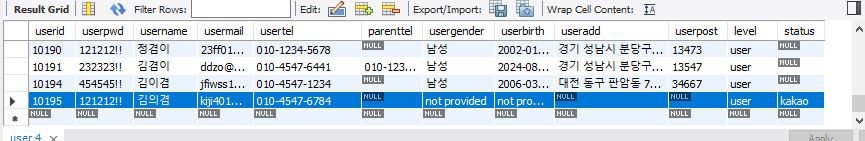 Result Grid Filter Rows: Edit: Export/Import: Wrap Cell Content:
userid userpwd username usermail usertel parenttel usergender userbirth useradd userpost level status
10190 121212!! 정겸이 23ff01... 010-1234-5678 NULL 남성 2002-01... 경기 성남시 분당구... 13473 user NULL
10191 232323!! 김겸이 ddzo@... 010-4547-6441 010-123... 남성 2024-08... 경기 성남시 분당구... 13547 user NULL
10194 454545!! 김이겸 jfiwss1... 010-4547-1234 NULL 남성 2006-03... 대전 동구 판암동 7... 34667 user NULL
10195 121212!! 김의겸 kiji401... 010-4547-6784 NULL not provided not pro... NULL NULL user kakao
NULL NULL NULL NULL NULL NULL NULL NULL NULL NULL NULL NULL
user 4 Apply